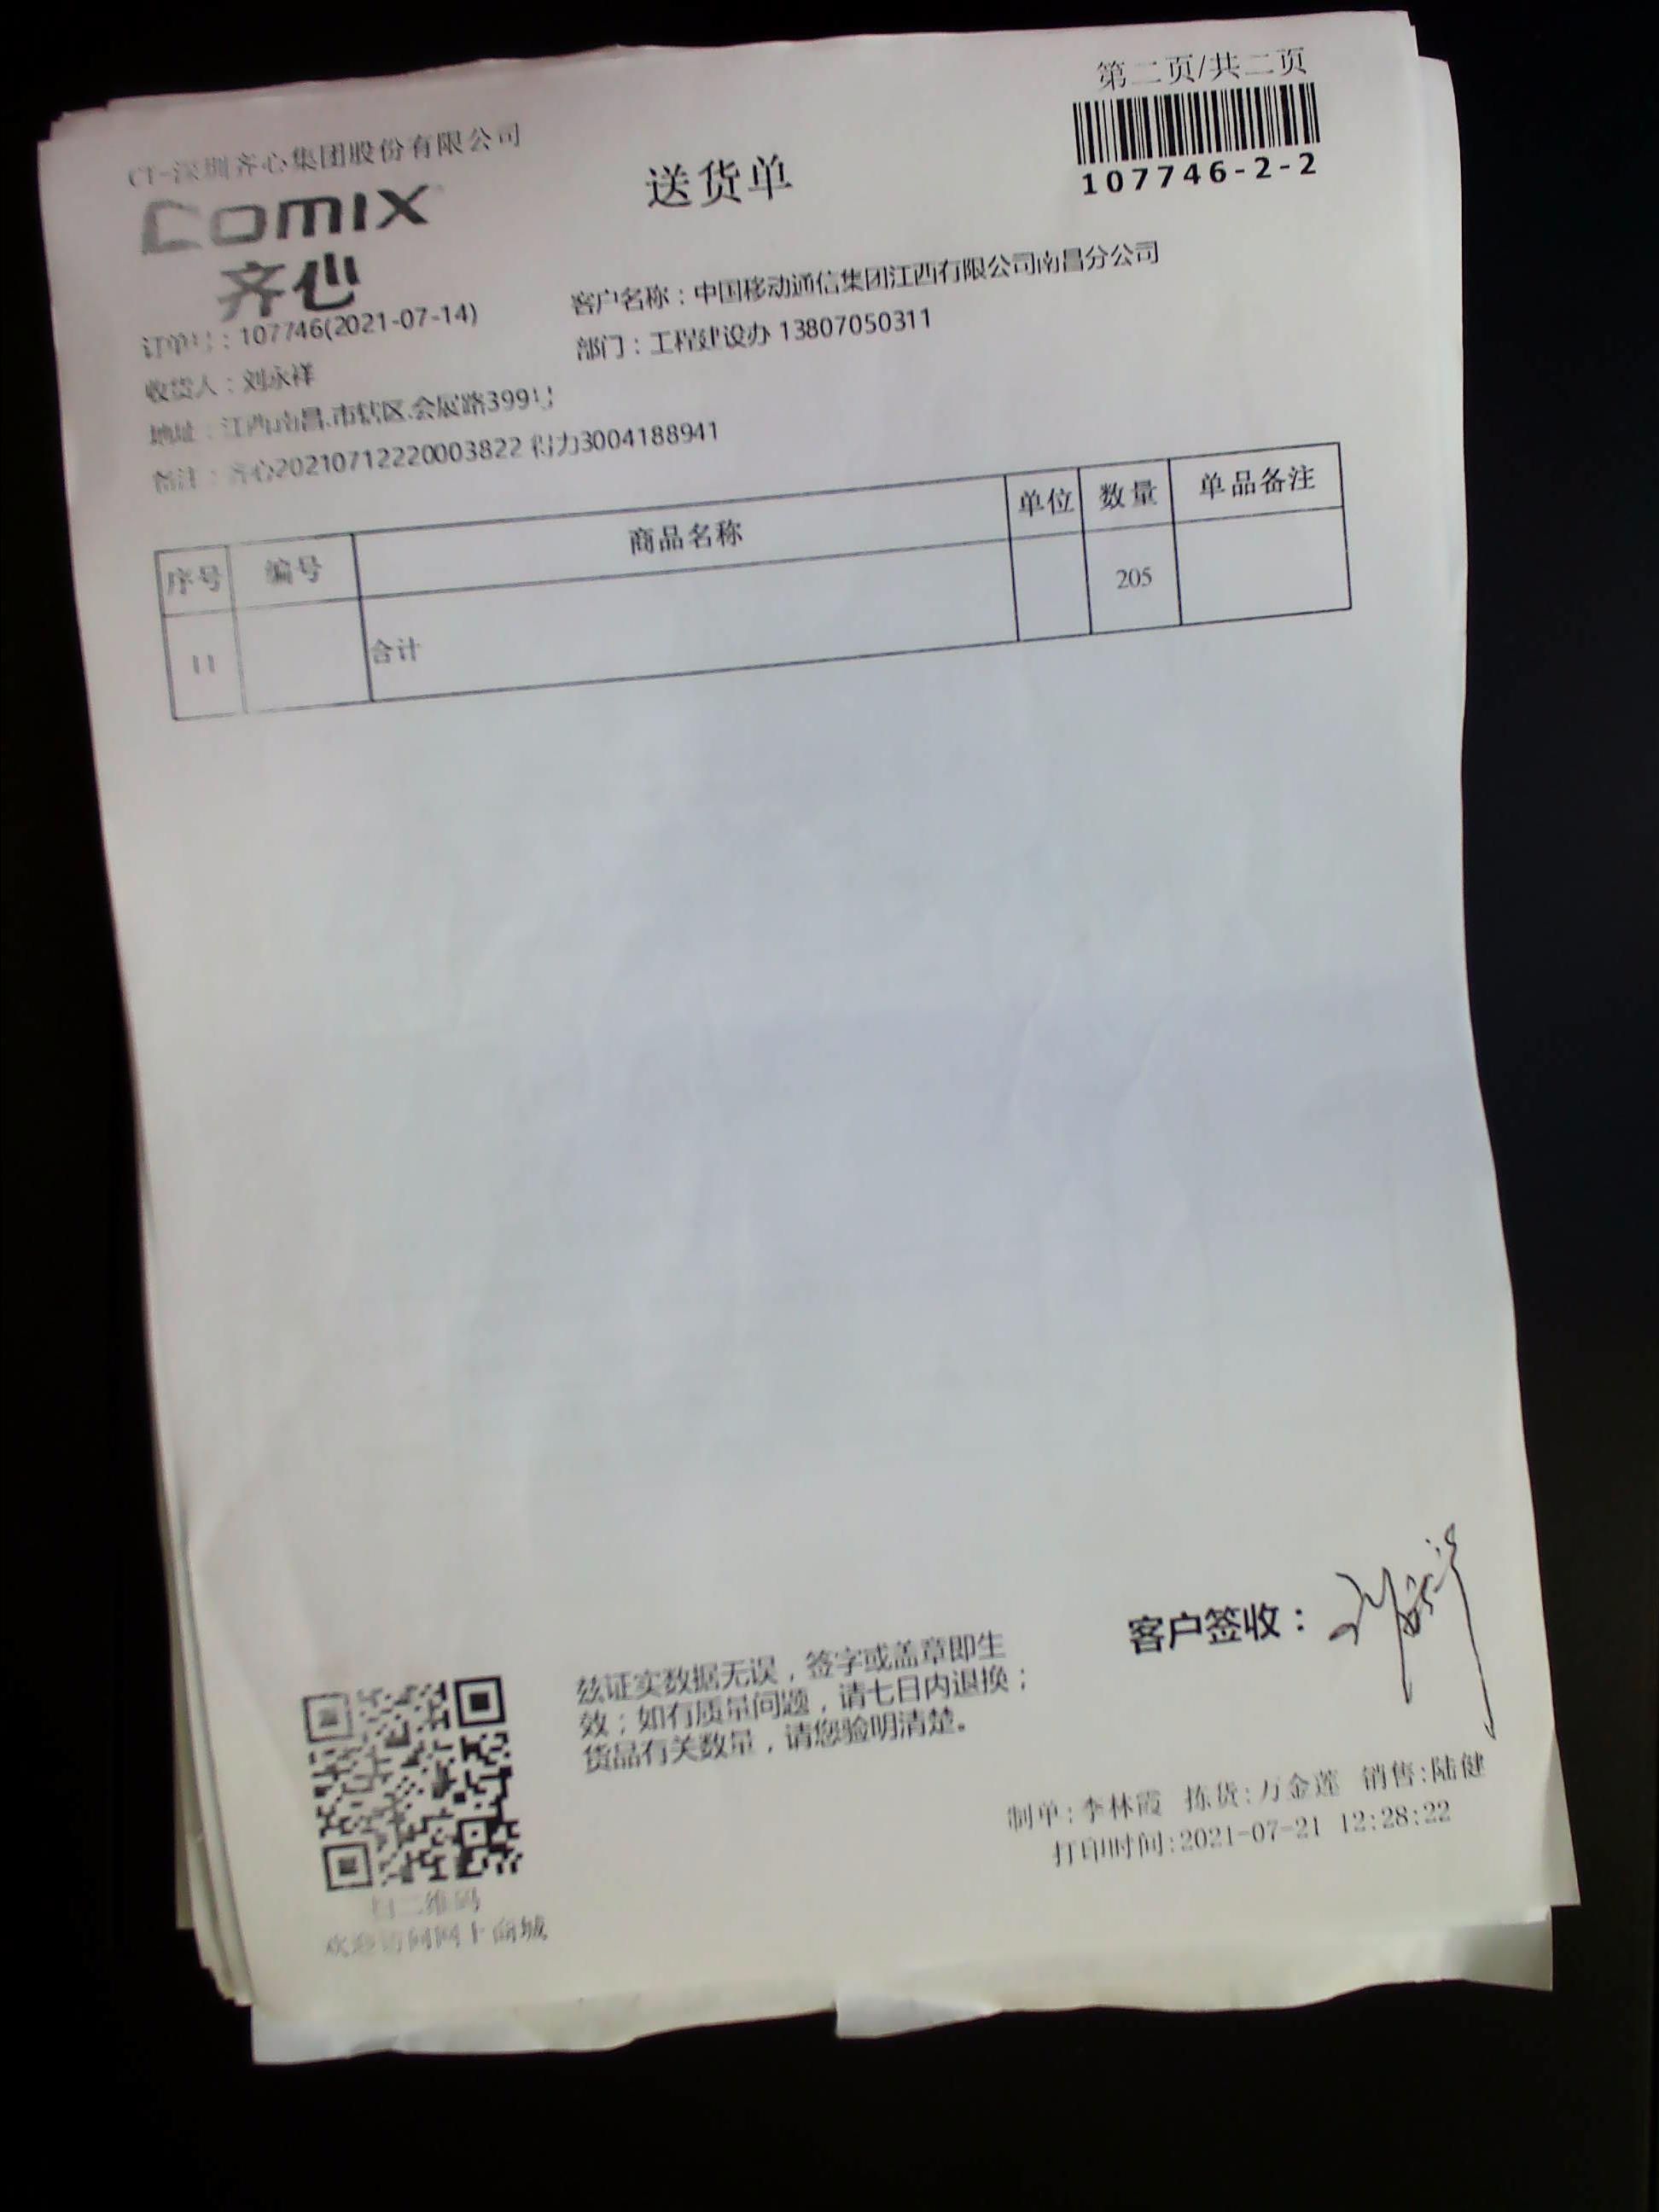 第二页/共二页
CT-深圳齐心集团股份有限公司
107746-2-2
送货单
comix
齐心
客户名称：中国移动通信集团江西有限公司南昌分公司
订单号：107746(2021-07-14)
部门：工程建设办 13807050311
收货人：刘永祥
地址：江西.南昌.市辖区.会展路399号
备注：齐心20210712220003822 得力3004188941
序号 编号 商品名称 单位 数量 单品备注
11 合计 205
客户签收：刘永祥
兹证实数据无误，签字或盖章即生
效；如有质量问题，请七日内退换；
货品有关数量，请您验明清楚。
制单:李林霞 拣货:万金莲 销售:陆健
打印时间:2021-07-21 12:28:22
扫二维码
欢迎访问网上商城